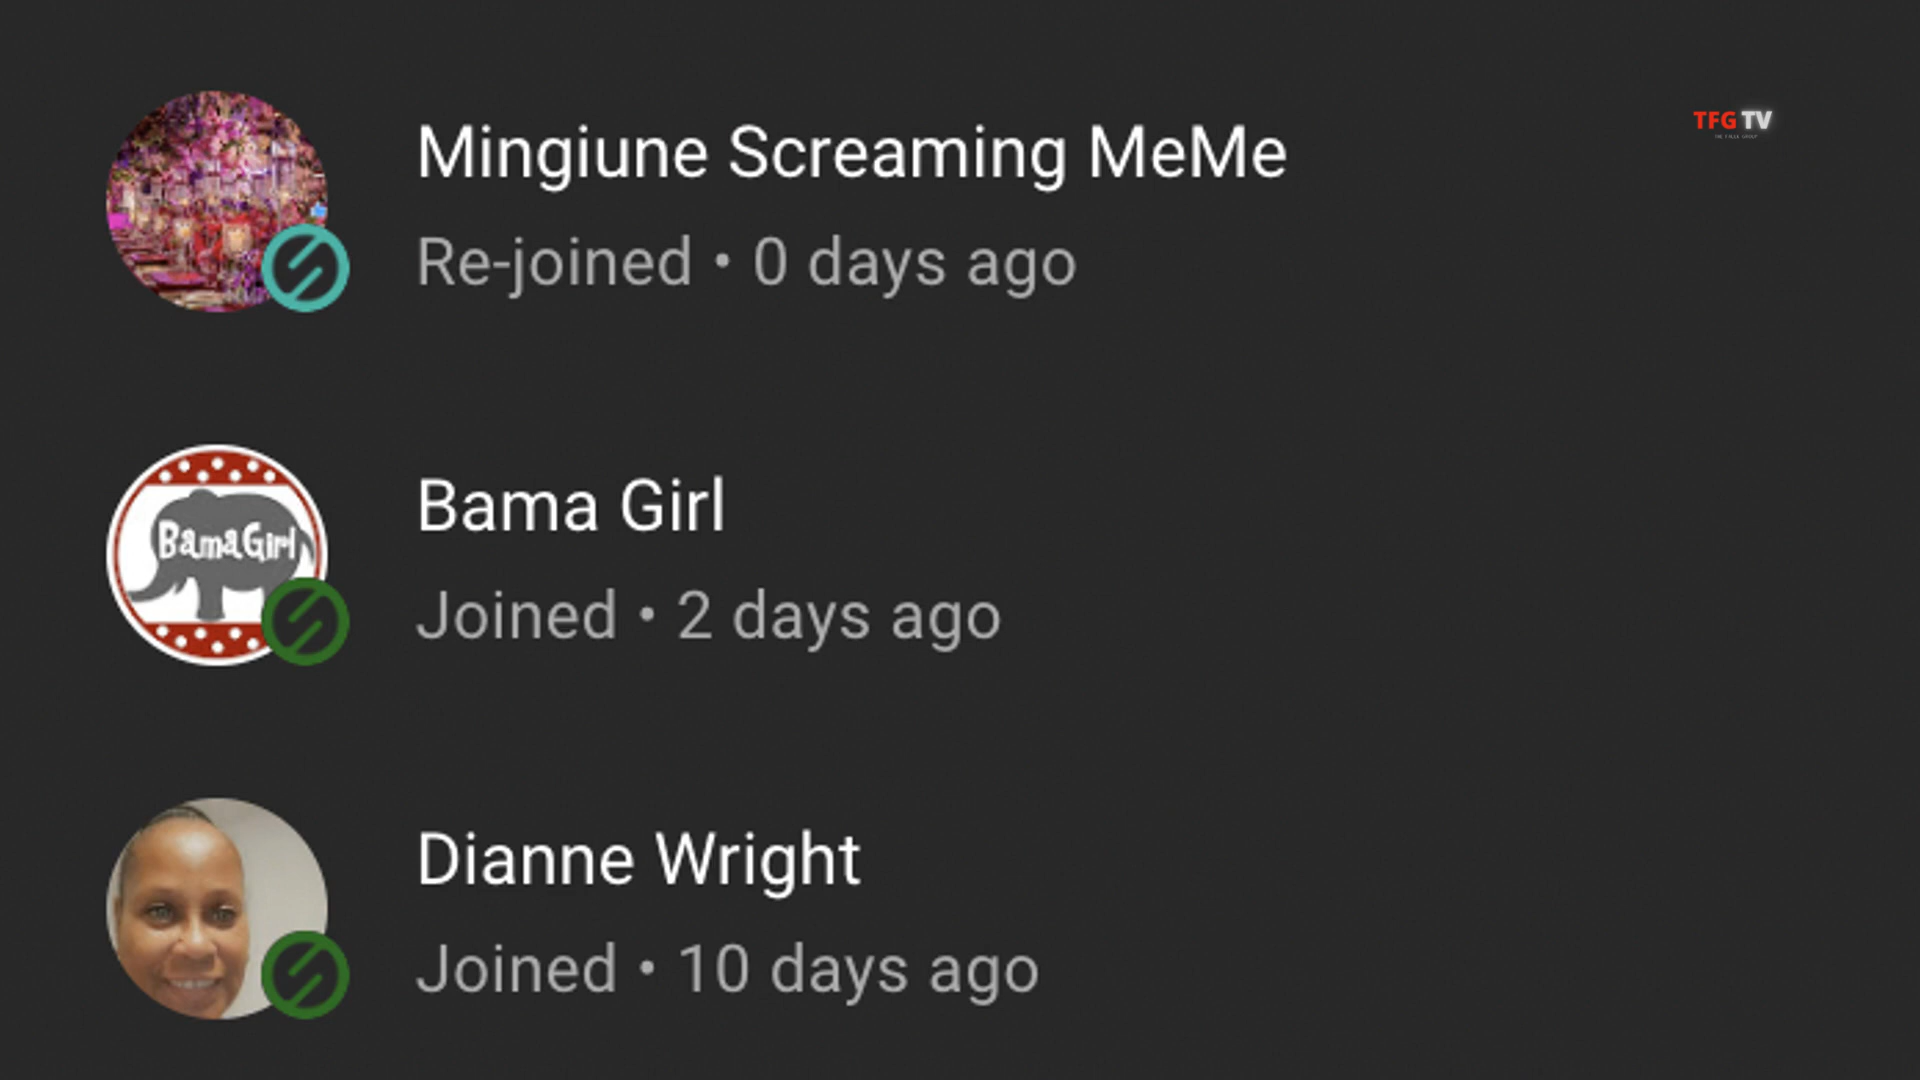 Mingiune Screaming MeMe
TFG TV
Re-joined • 0 days ago
Bama Girl
BamaGirl
Joined • 2 days ago
Dianne Wright
Joined • 10 days ago